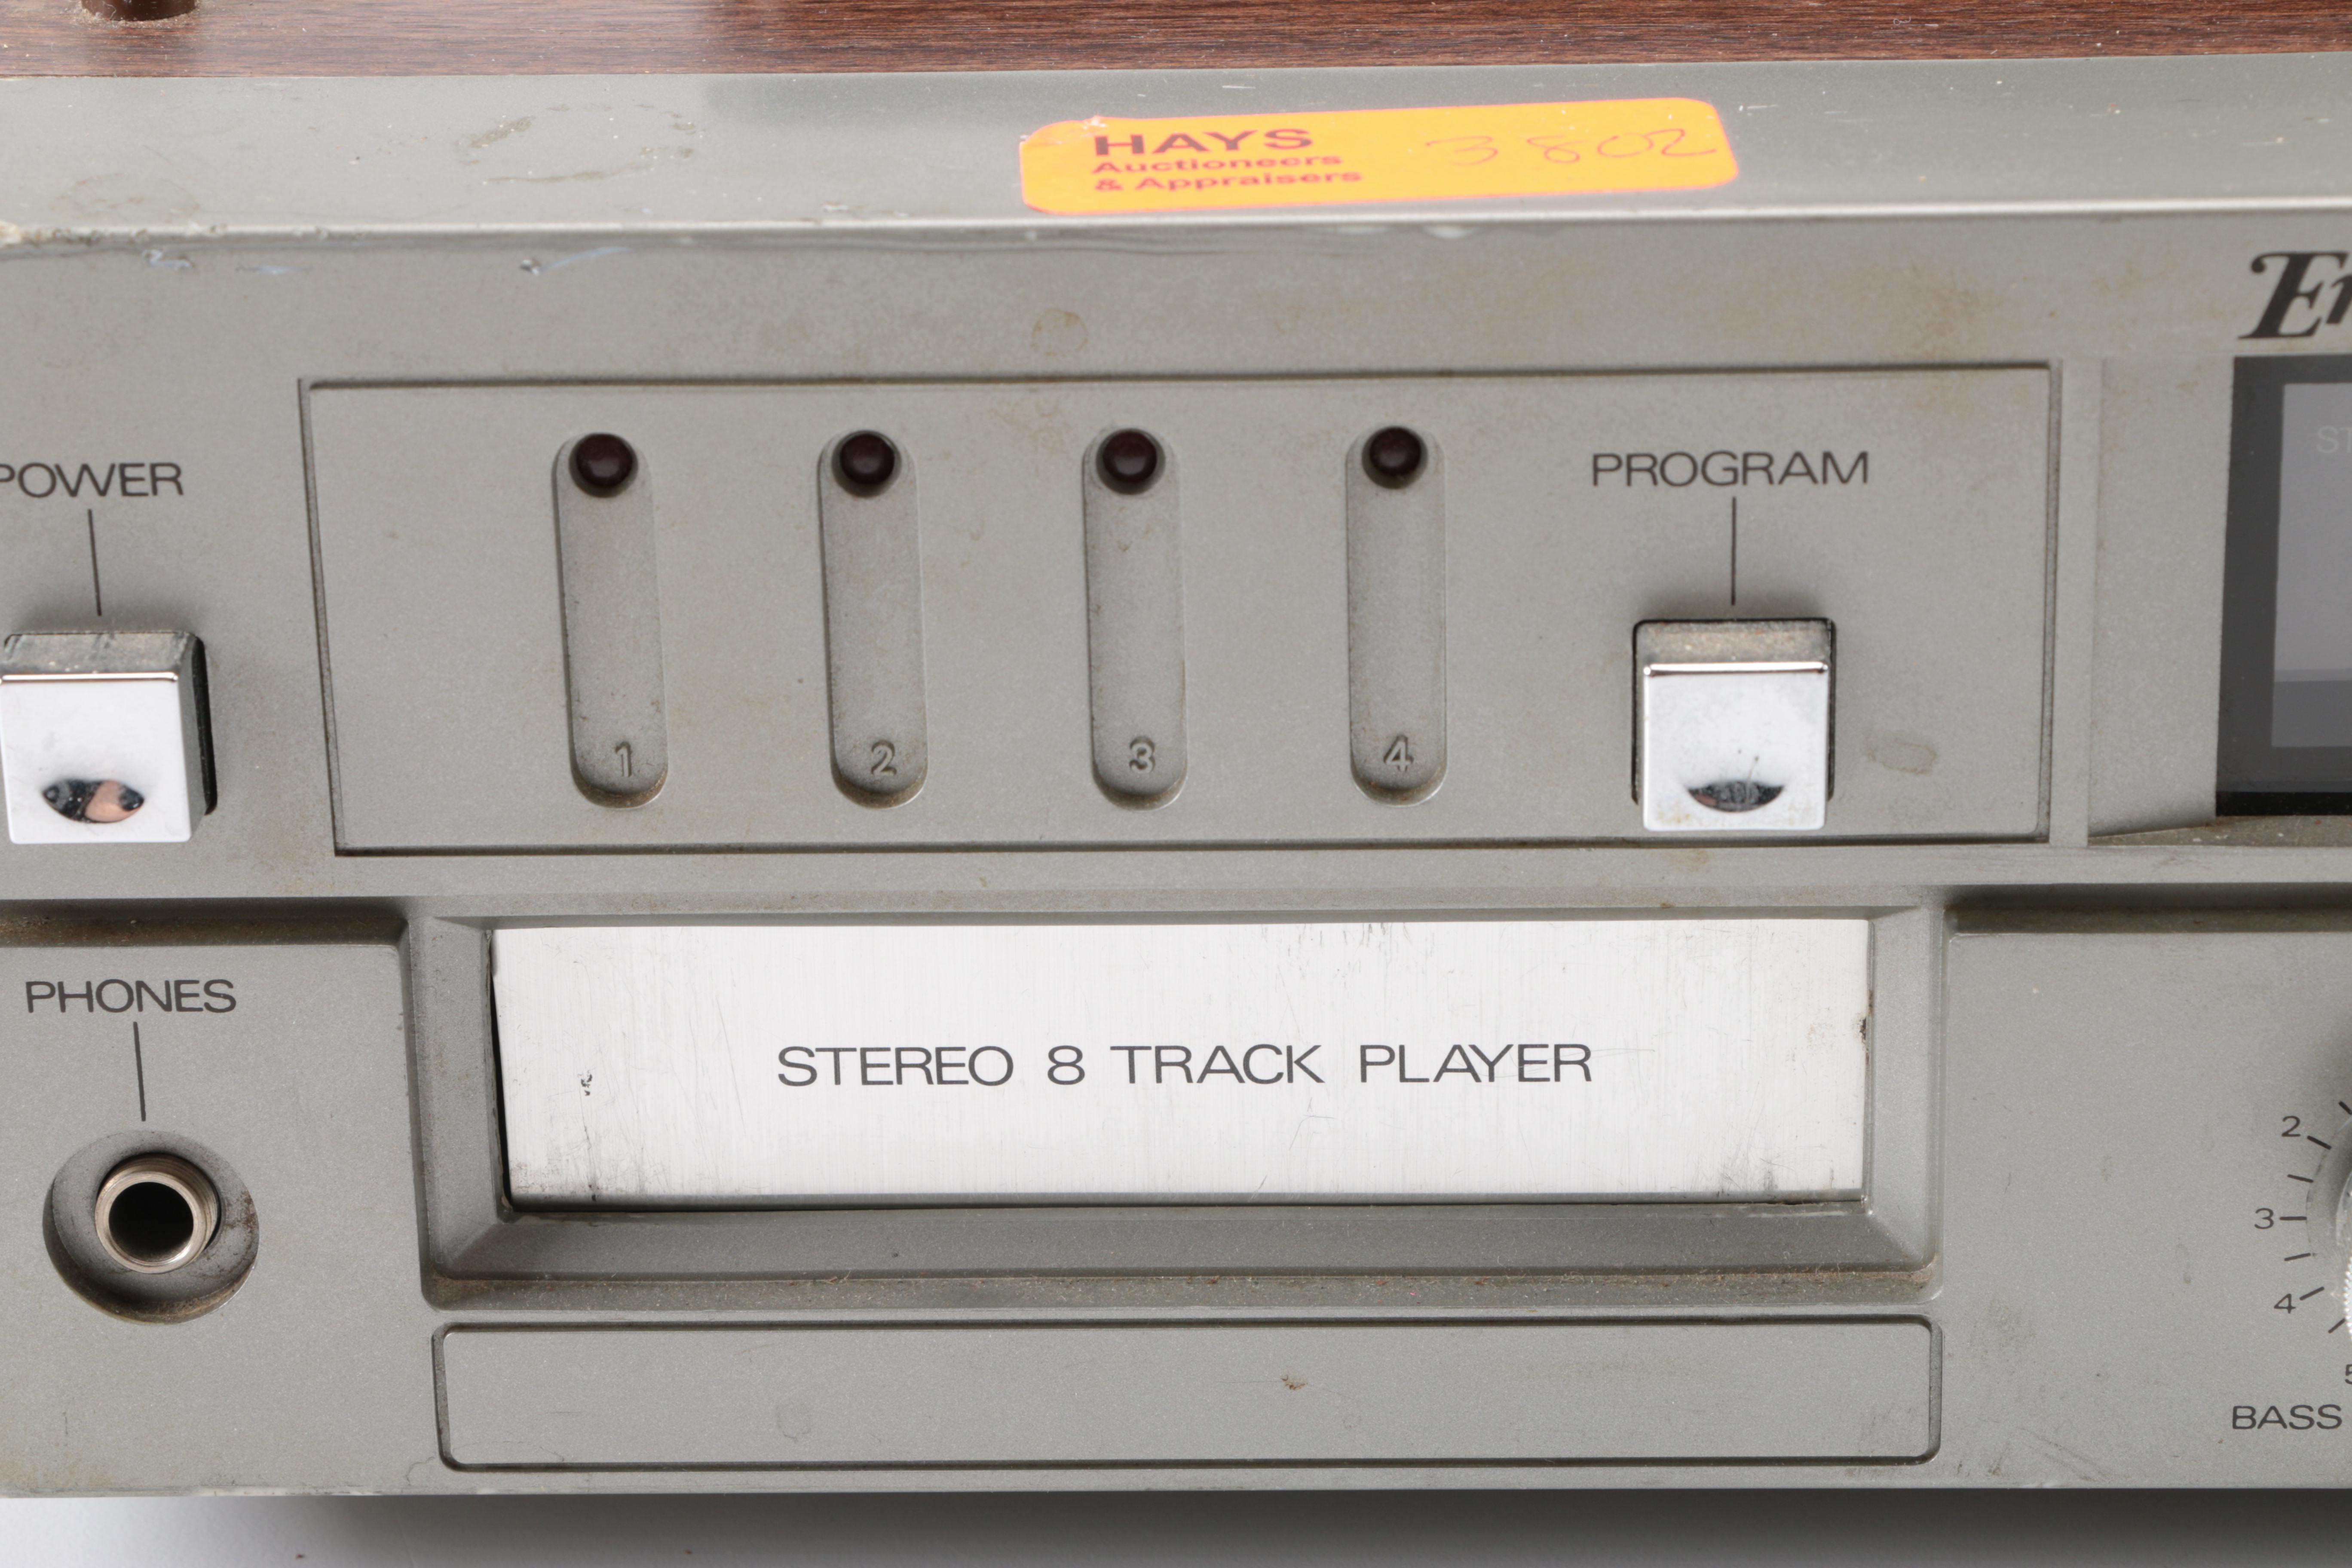 HAYS
Auctioneers
& Appraisers
3802
POWER
PROGRAM
1 2 3 4
PHONES
STEREO 8 TRACK PLAYER
2
3
4
5
BASS